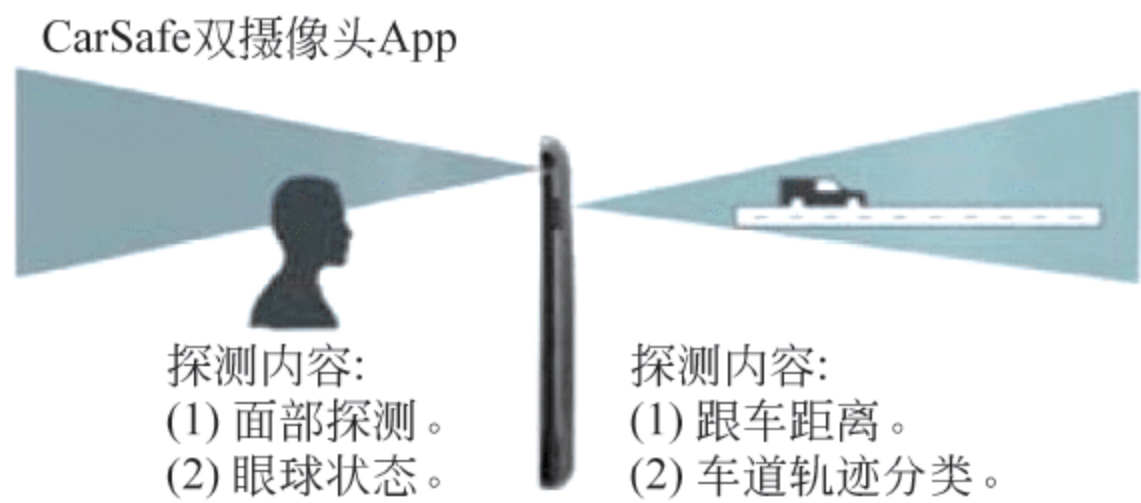 CarSafe双摄像头App
探测内容:
(1) 面部探测。
(2) 眼球状态。
探测内容:
(1) 跟车距离。
(2) 车道轨迹分类。